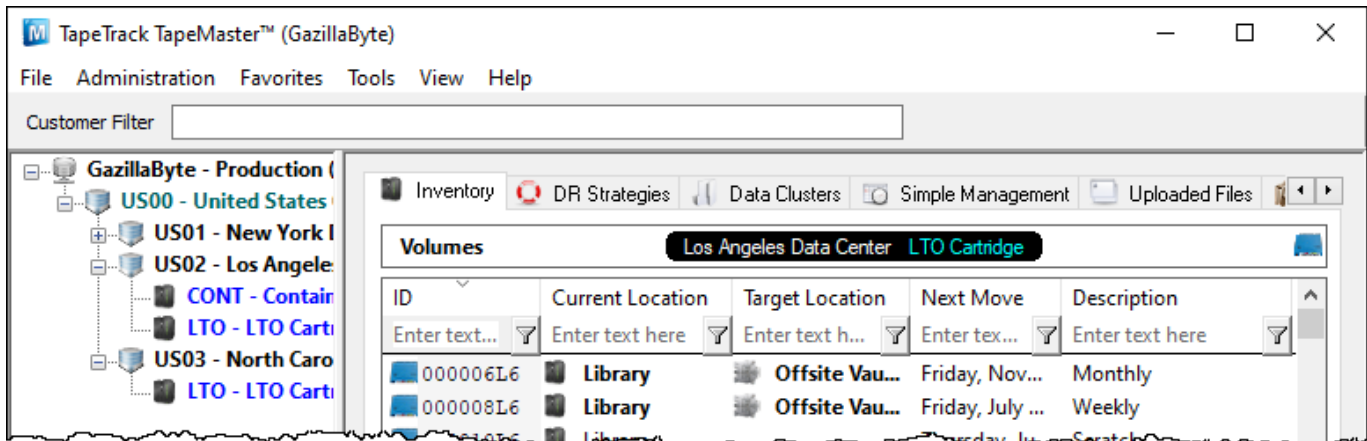 TapeTrack TapeMaster™ (GazillaByte)
File Administration Favorites Tools View Help
Customer Filter
GazillaByte - Production (
US00 - United States
US01 - New York
US02 - Los Angele
CONT - Contain
LTO - LTO Cart
US03 - North Caro
LTO - LTO Cart
Inventory DR Strategies Data Clusters Simple Management Uploaded Files
Volumes Los Angeles Data Center LTO Cartridge
ID Current Location Target Location Next Move Description
Enter text... Enter text here Enter text h... Enter tex... Enter text here
000006L6 Library Offsite Vau... Friday, Nov... Monthly
000008L6 Library Offsite Vau... Friday, July ... Weekly